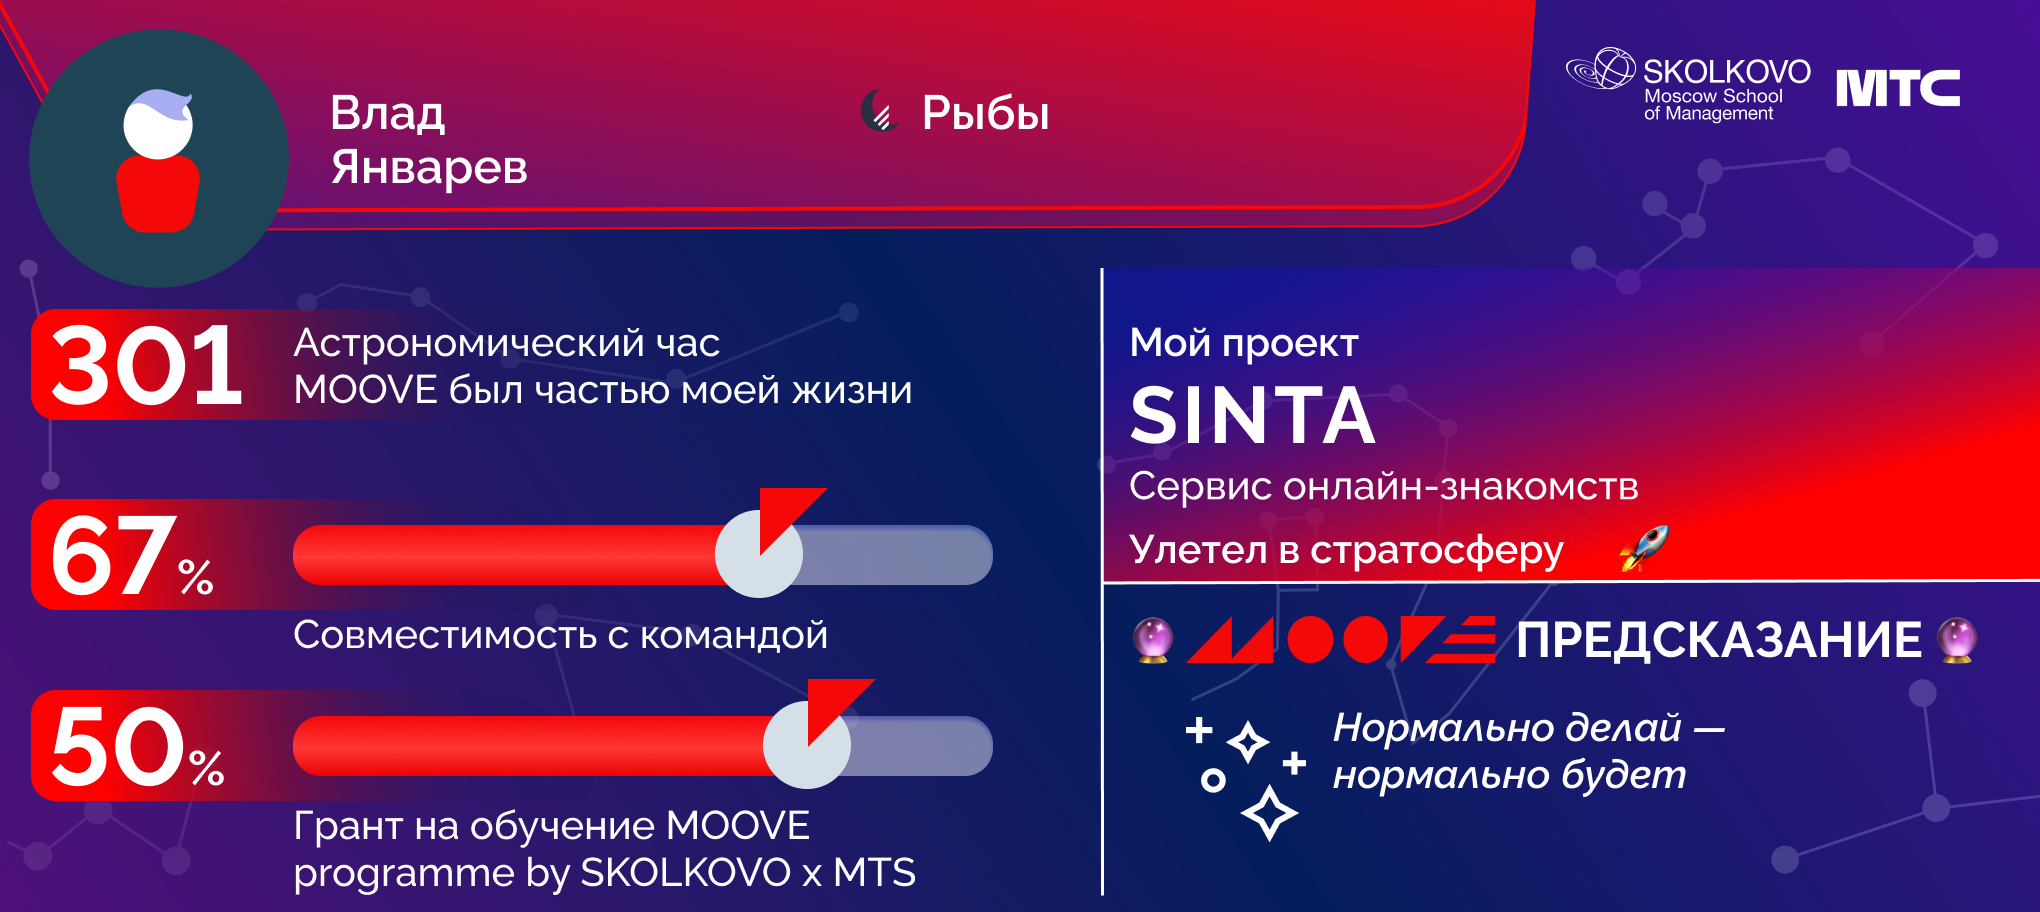 Влад
Январев
Рыбы
SKOLKOVO
Moscow School
of Management
МТС
301
Астрономический час
MOOVE был частью моей жизни
67%
Совместимость с командой
50%
Грант на обучение MOOVE
programme by SKOLKOVO x MTS
Мой проект
SINTA
Сервис онлайн-знакомств
Улетел в стратосферу
MOOVE ПРЕДСКАЗАНИЕ
Нормально делай —
нормально будет